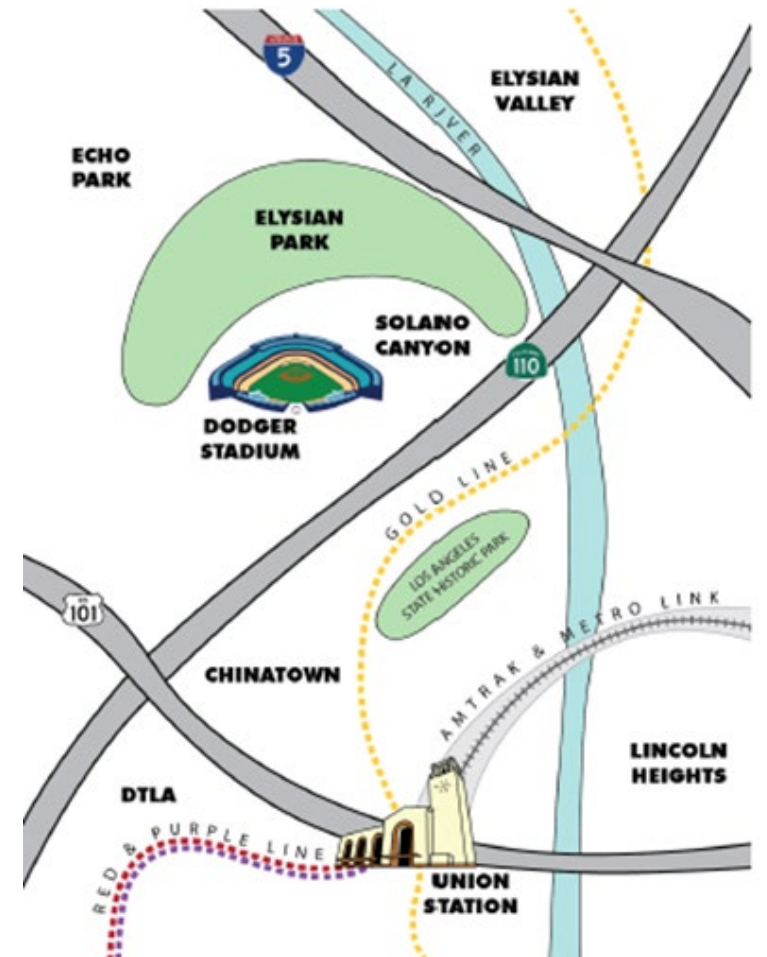 5
LA RIVER
ELYSIAN
VALLEY
ECHO
PARK
ELYSIAN
PARK
SOLANO
CANYON
110
DODGER
STADIUM
GOLD LINE
LOS ANGELES
STATE HISTORIC PARK
101
AMTRAK & METRO LINK
CHINATOWN
LINCOLN
HEIGHTS
DTLA
RED & PURPLE LINE
UNION
STATION